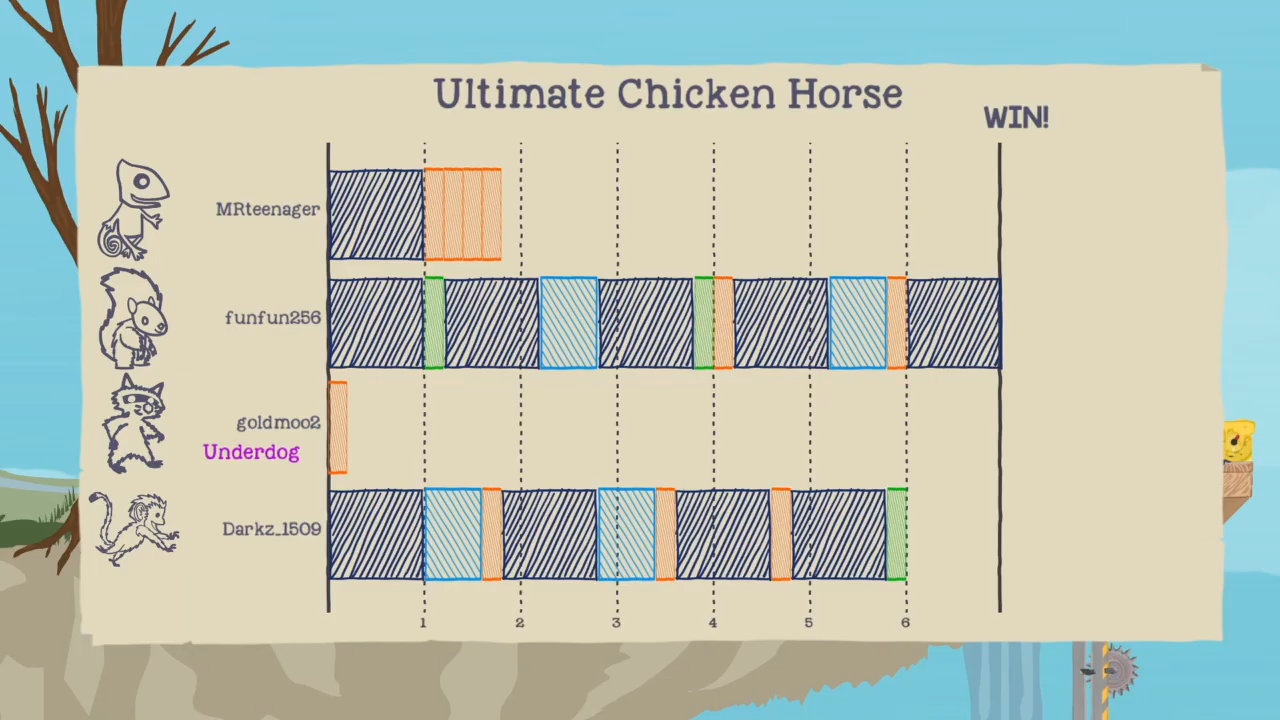 Ultimate Chicken Horse
WIN!
MRteenager
funfun256
goldmoo2
Underdog
Darkz_1509
1 2 3 4 5 6